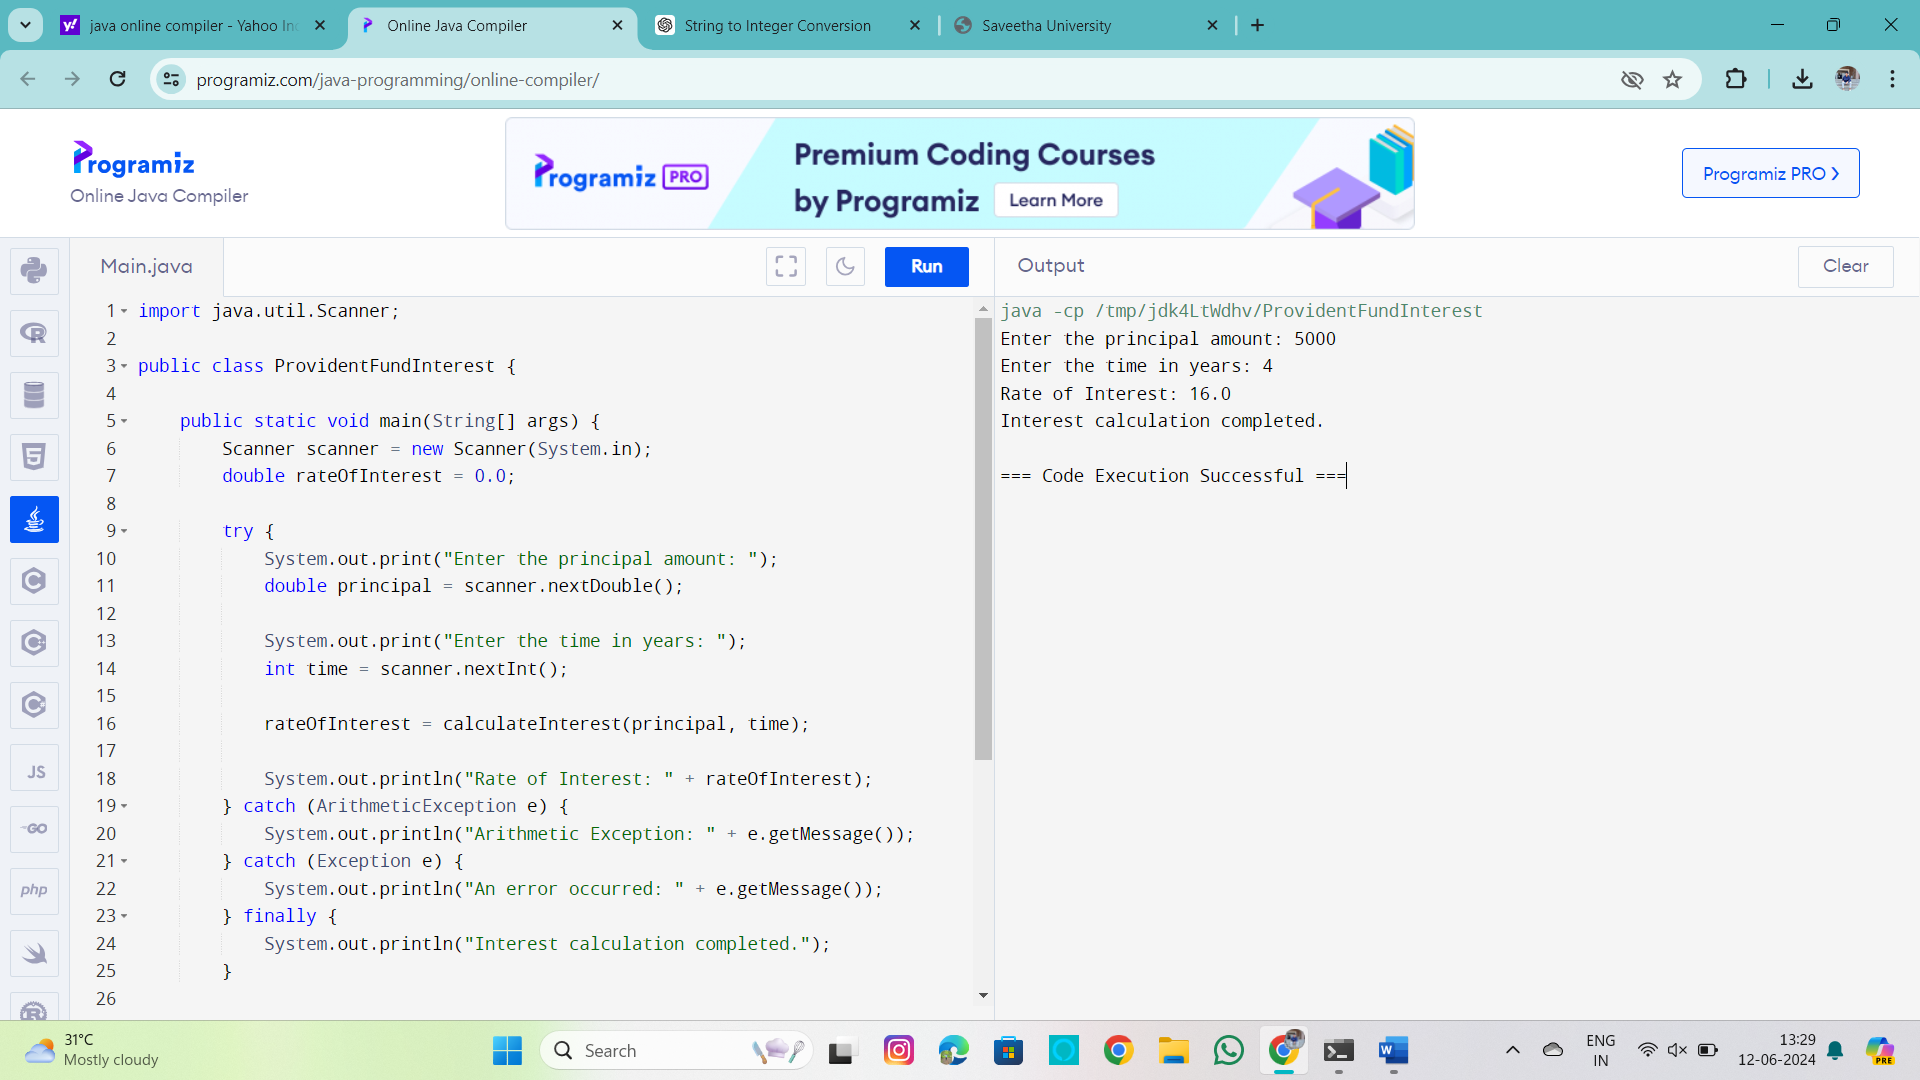 java online compiler - Yahoo In
Online Java Compiler
String to Integer Conversion
Saveetha University
programiz.com/java-programming/online-compiler/
Programiz
Online Java Compiler
Programiz PRO
Premium Coding Courses
by Programiz
Learn More
Programiz PRO
Main.java
Run
Output
Clear
1 import java.util.Scanner;
2
3 public class ProvidentFundInterest {
4
5 public static void main(String[] args) {
6 Scanner scanner = new Scanner(System.in);
7 double rateOfInterest = 0.0;
8
9 try {
10 System.out.print("Enter the principal amount: ");
11 double principal = scanner.nextDouble();
12
13 System.out.print("Enter the time in years: ");
14 int time = scanner.nextInt();
15
16 rateOfInterest = calculateInterest(principal, time);
17
18 System.out.println("Rate of Interest: " + rateOfInterest);
19 } catch (ArithmeticException e) {
20 System.out.println("Arithmetic Exception: " + e.getMessage());
21 } catch (Exception e) {
22 System.out.println("An error occurred: " + e.getMessage());
23 } finally {
24 System.out.println("Interest calculation completed.");
25 }
26
java -cp /tmp/jdk4LtWdhv/ProvidentFundInterest
Enter the principal amount: 5000
Enter the time in years: 4
Rate of Interest: 16.0
Interest calculation completed.
=== Code Execution Successful ===
JS
GO
php
31°C
Mostly cloudy
Search
ENG
IN
13:29
12-06-2024
PRE